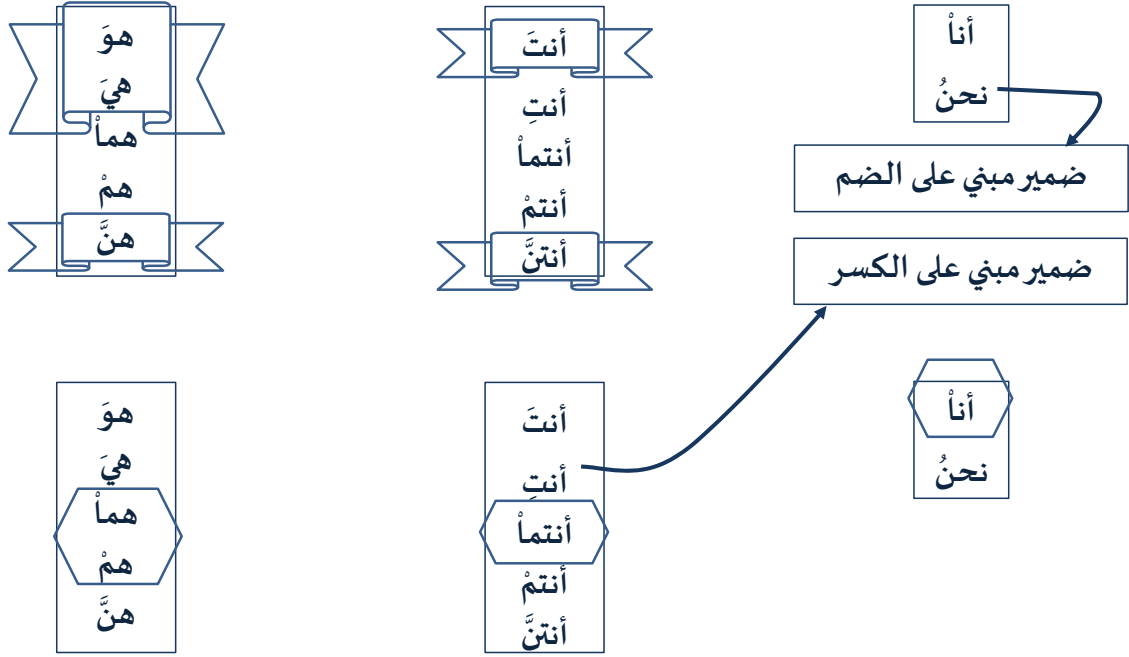 أناْ
نحنُ
ضمير مبني على الضم
أنتَ
أنتِ
أنتماْ
أنتمْ
أنتنَّ
هوَ
هيَ
هماْ
همْ
هنَّ
ضمير مبني على الكسر
أناْ
نحنُ
أنتَ
أنتِ
أنتماْ
أنتمْ
أنتنَّ
هوَ
هيَ
هماْ
همْ
هنَّ